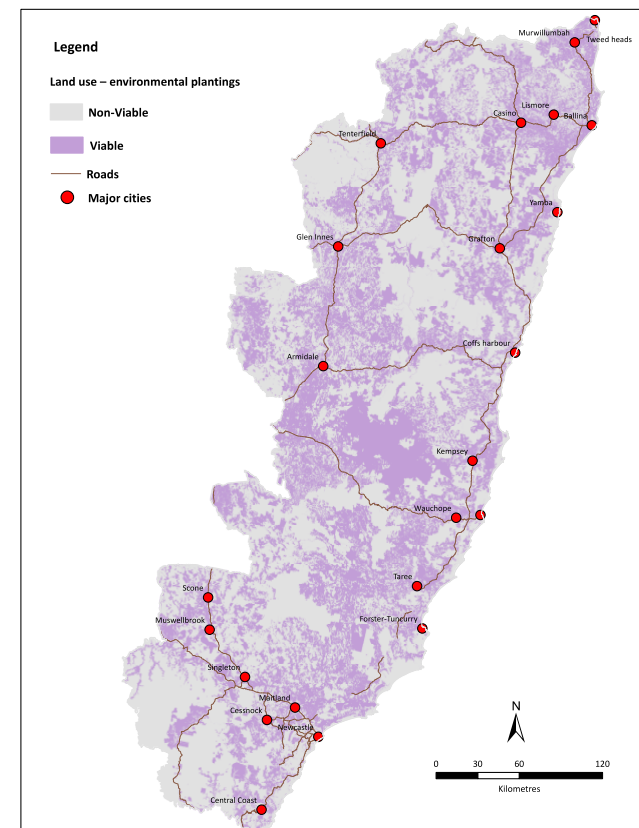 Legend
Land use – environmental plantings
Non-Viable
Viable
Roads
Major cities
Murwillumbah
Tweed heads
Lismore
Casino
Ballina
Tenterfield
Yamba
Glen Innes
Grafton
Coffs harbour
Armidale
Kempsey
Wauchope
Taree
Scone
Forster-Tuncurry
Muswellbrook
Singleton
Maitland
Cessnock
Newcastle
Central Coast
N
0 30 60 120
Kilometres